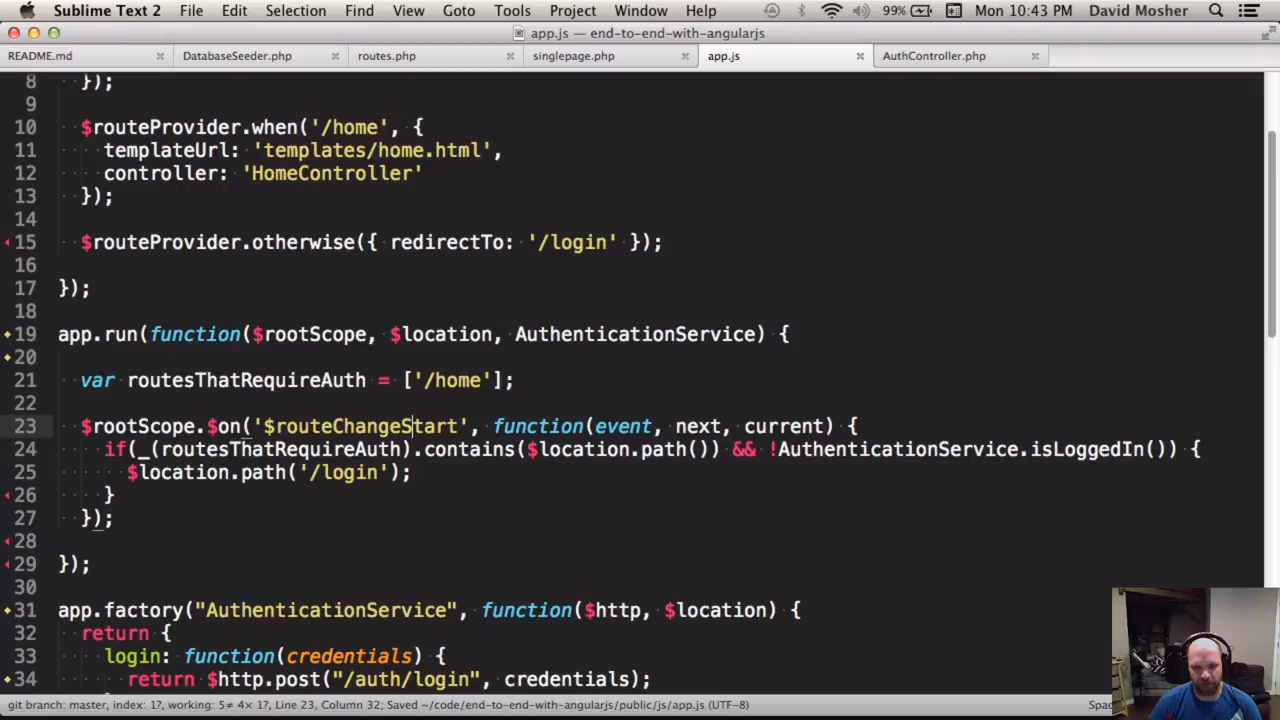 Sublime Text 2 File Edit Selection Find View Goto Tools Project Window Help 99% Mon 10:43 PM David Mosher
app.js — end-to-end-with-angularjs
README.md DatabaseSeeder.php routes.php singlepage.php app.js AuthController.php
8 });
9
10 $routeProvider.when('/home', {
11 templateUrl: 'templates/home.html',
12 controller: 'HomeController'
13 });
14
15 $routeProvider.otherwise({ redirectTo: '/login' });
16
17 });
18
19 app.run(function($rootScope, $location, AuthenticationService) {
20
21 var routesThatRequireAuth = ['/home'];
22
23 $rootScope.$on('$routeChangeStart', function(event, next, current) {
24 if(_(routesThatRequireAuth).contains($location.path()) && !AuthenticationService.isLoggedIn()) {
25 $location.path('/login');
26 }
27 });
28
29 });
30
31 app.factory("AuthenticationService", function($http, $location) {
32 return {
33 login: function(credentials) {
34 return $http.post("/auth/login", credentials);
git branch: master, index: 1?, working: 5≠ 4× 1?, Line 23, Column 32; Saved ~/code/end-to-end-with-angularjs/public/js/app.js (UTF-8)